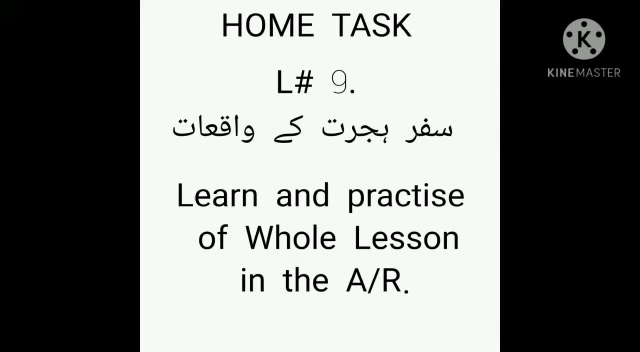 HOME TASK
L# 9.
سفر ہجرت کے واقعات
Learn and practise
of Whole Lesson
in the A/R.
K
KINEMASTER